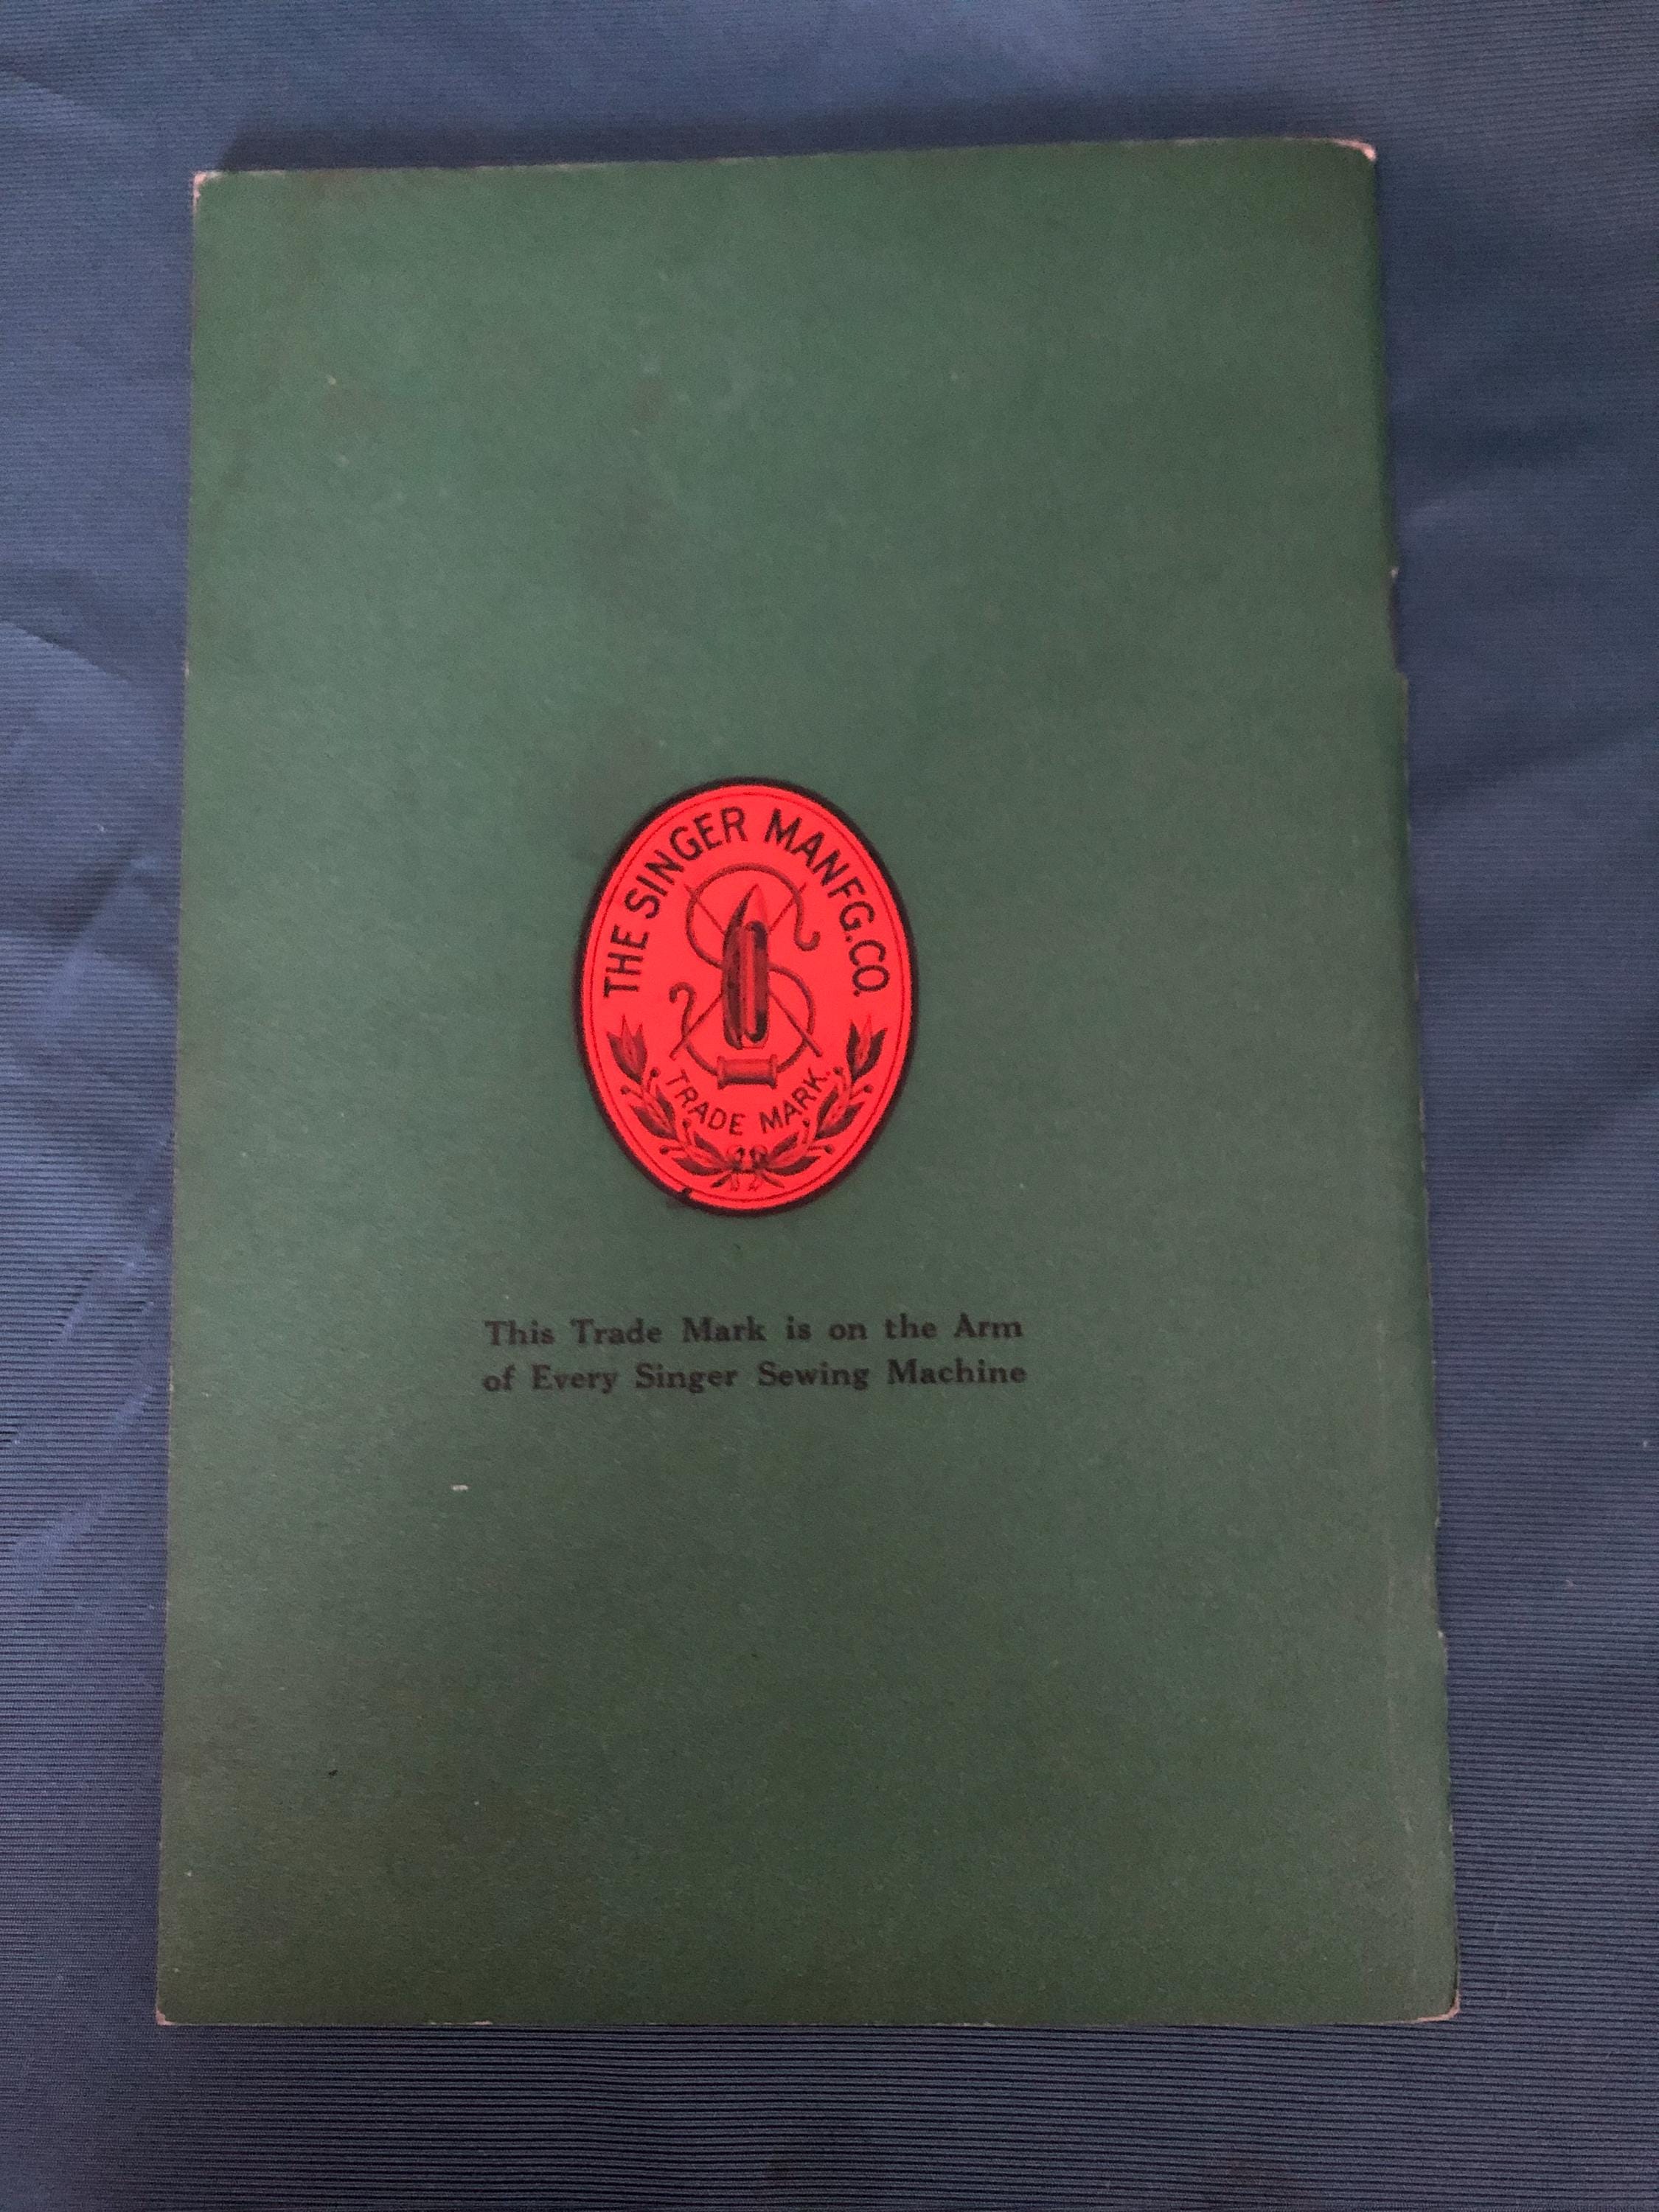 THE SINGER MANFG.CO.
TRADE MARK.
This Trade Mark is on the Arm
of Every Singer Sewing Machine